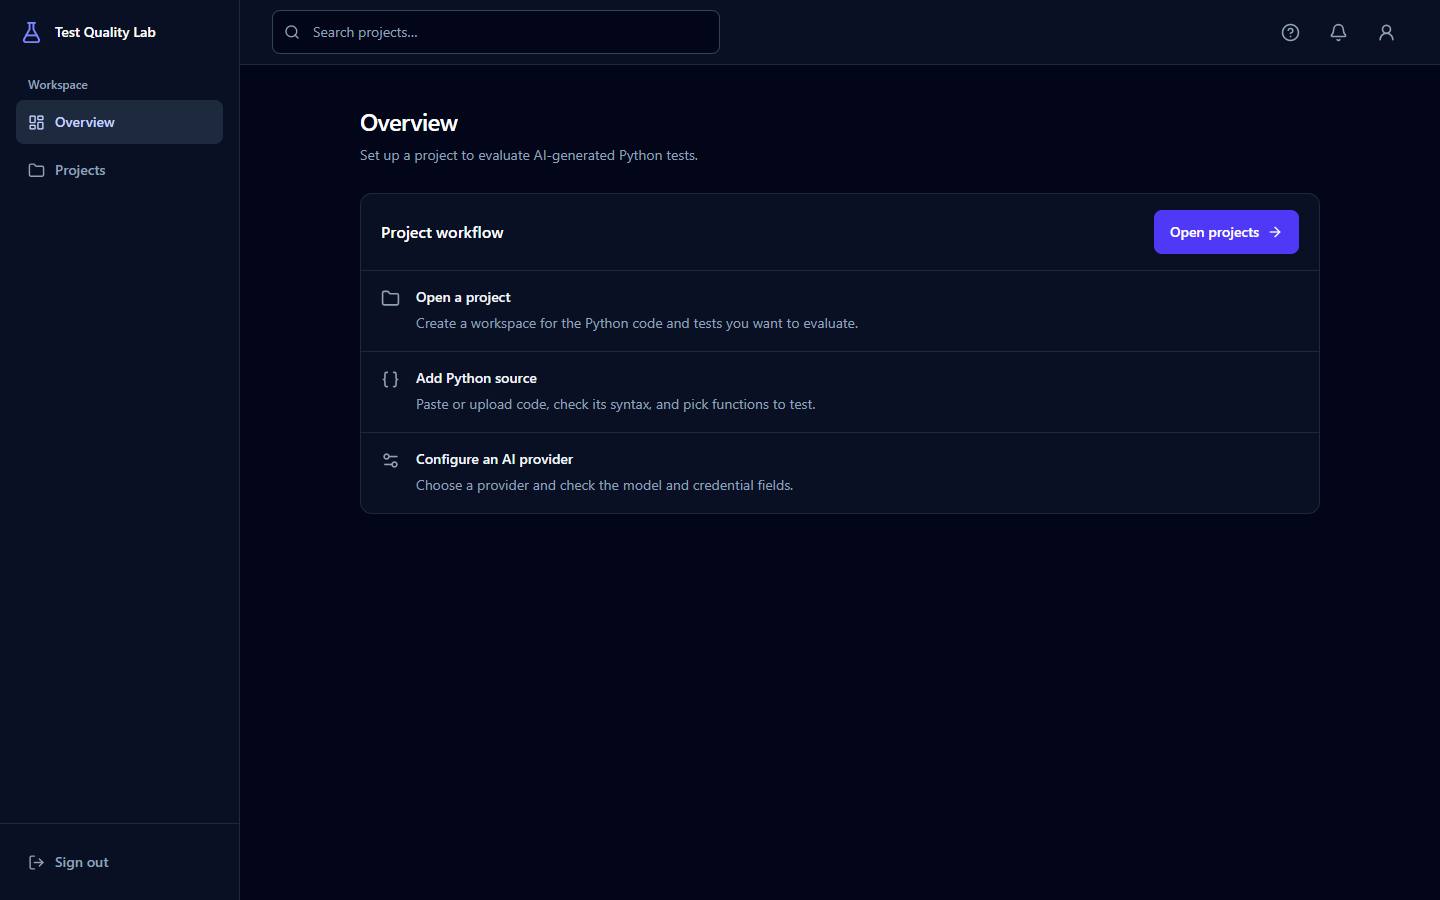 Test Quality Lab
Search projects...
Workspace
Overview
Projects
Overview
Set up a project to evaluate AI-generated Python tests.
Project workflow
Open projects
Open a project
Create a workspace for the Python code and tests you want to evaluate.
Add Python source
Paste or upload code, check its syntax, and pick functions to test.
Configure an AI provider
Choose a provider and check the model and credential fields.
Sign out